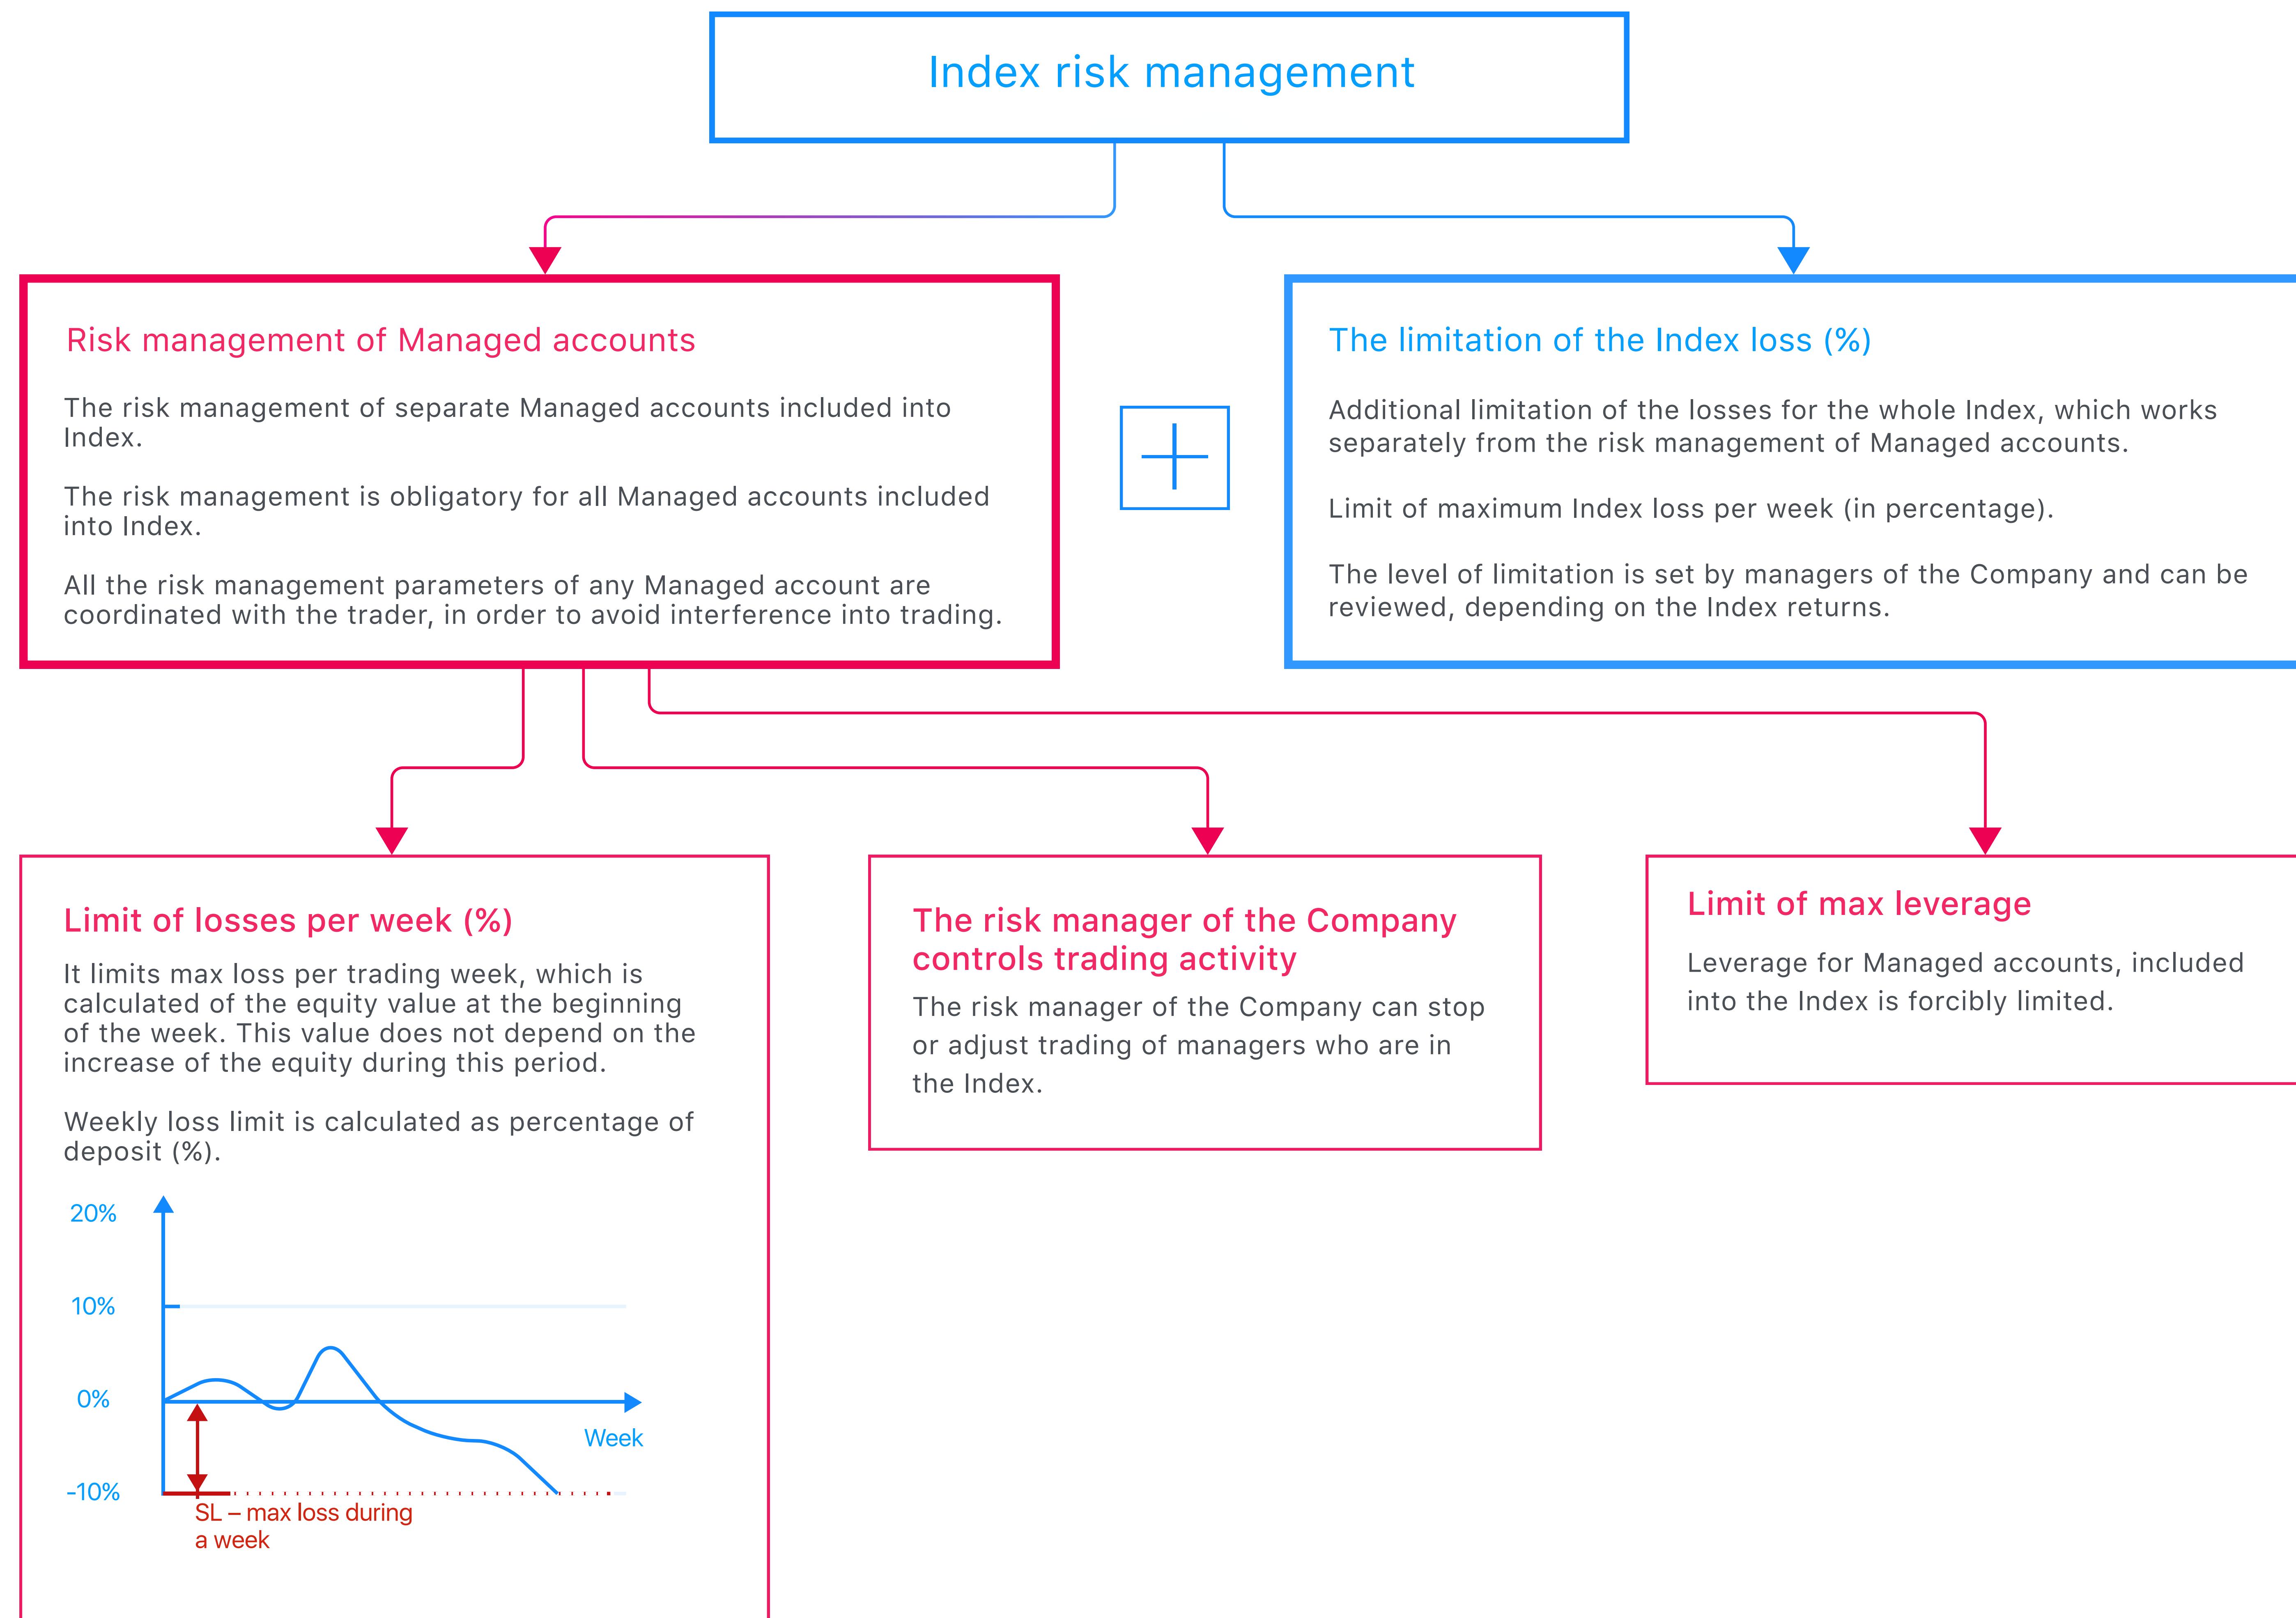 Index risk management
Risk management of Managed accounts
The risk management of separate Managed accounts included into
Index.
The risk management is obligatory for all Managed accounts included
into Index.
All the risk management parameters of any Managed account are
coordinated with the trader, in order to avoid interference into trading.
The limitation of the Index loss (%)
Additional limitation of the losses for the whole Index, which works
separately from the risk management of Managed accounts.
Limit of maximum Index loss per week (in percentage).
The level of limitation is set by managers of the Company and can be
reviewed, depending on the Index returns.
Limit of losses per week (%)
It limits max loss per trading week, which is
calculated of the equity value at the beginning
of the week. This value does not depend on the
increase of the equity during this period.
Weekly loss limit is calculated as percentage of
deposit (%).
20%
10%
0%
Week
-10%
SL – max loss during
a week
The risk manager of the Company
controls trading activity
The risk manager of the Company can stop
or adjust trading of managers who are in
the Index.
Limit of max leverage
Leverage for Managed accounts, included
into the Index is forcibly limited.